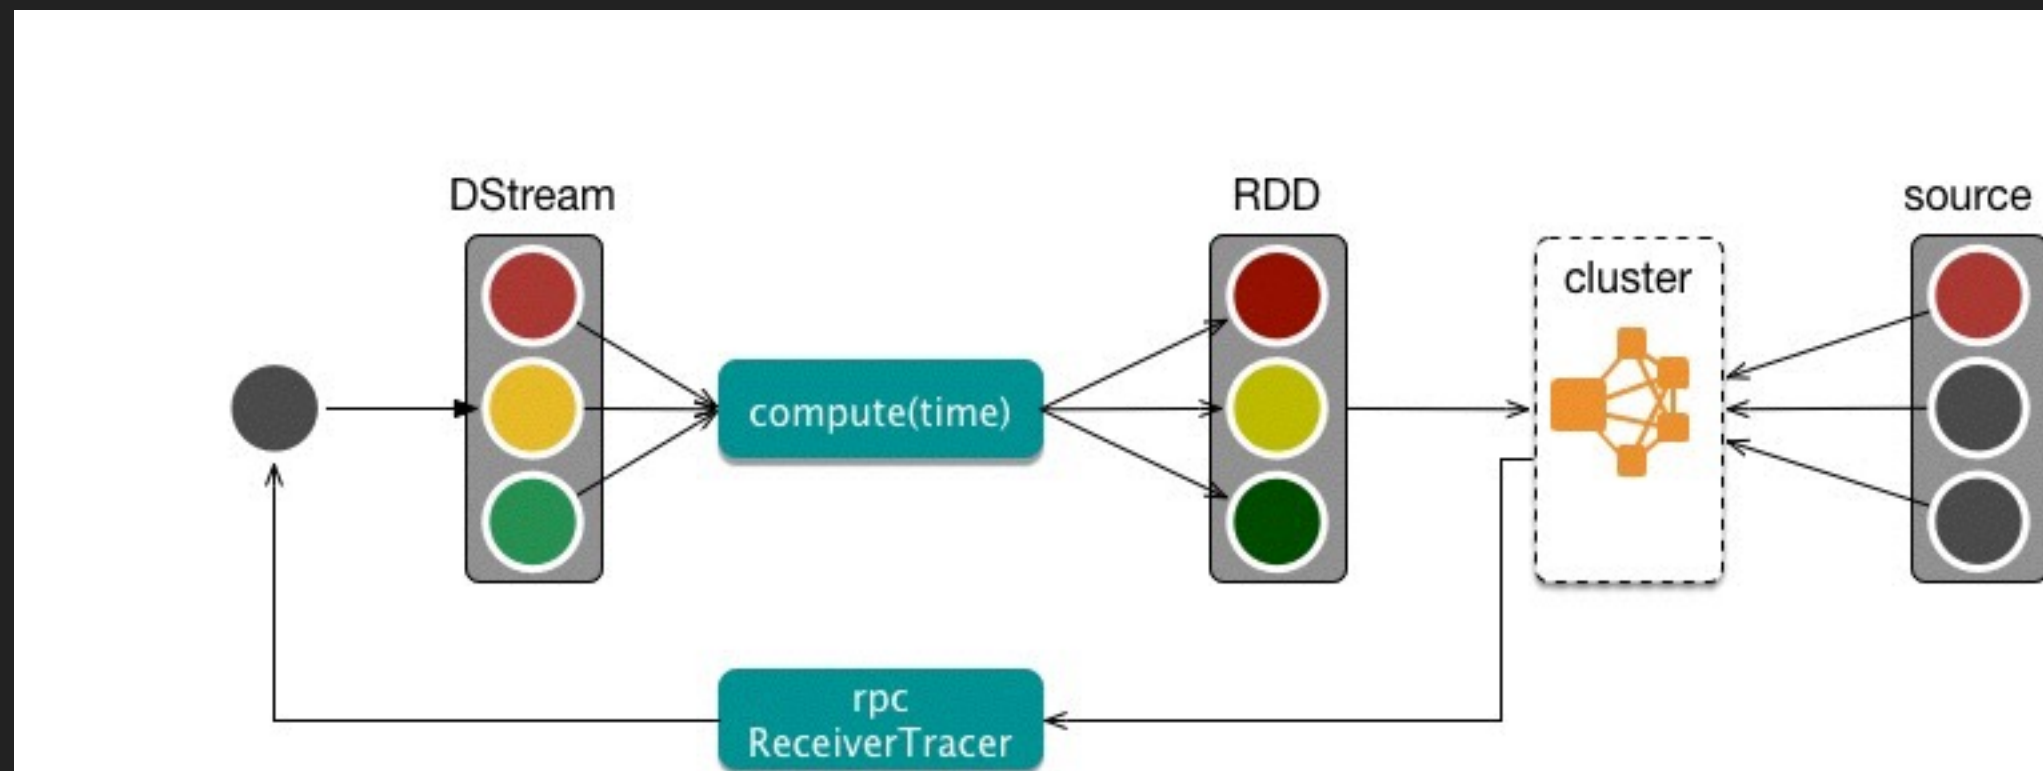 DStream
RDD
source
cluster
compute(time)
rpc
ReceiverTracer